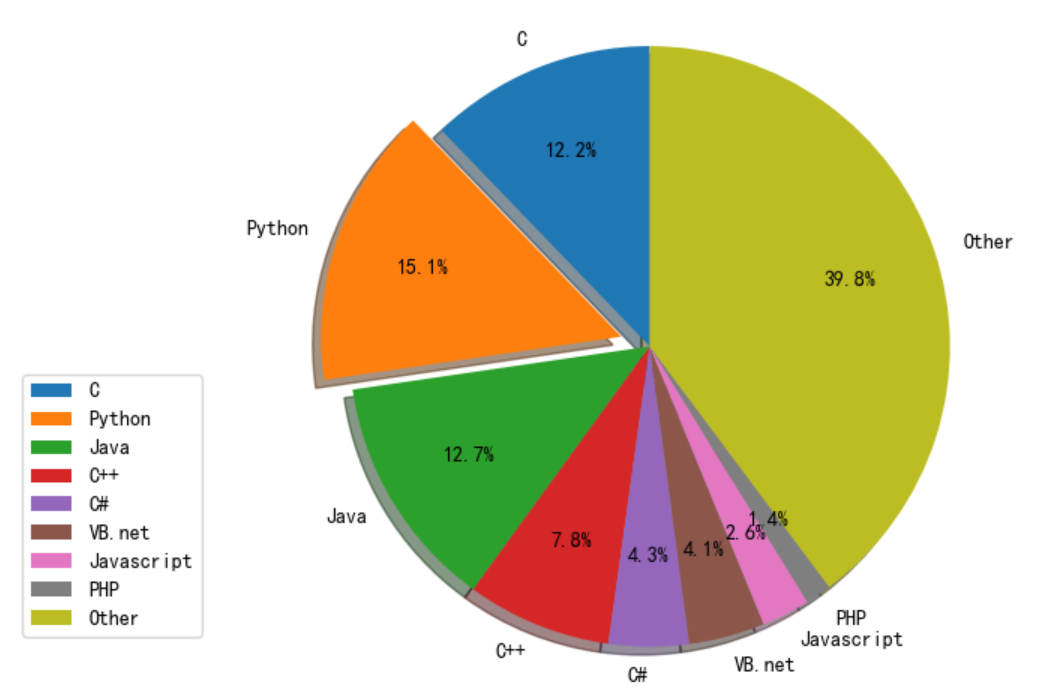 C
12.2%
Python
15.1%
Other
39.8%
Java
12.7%
C++
7.8%
C#
4.3%
VB.net
4.1%
Javascript
2.6%
PHP
1.4%
C
Python
Java
C++
C#
VB.net
Javascript
PHP
Other